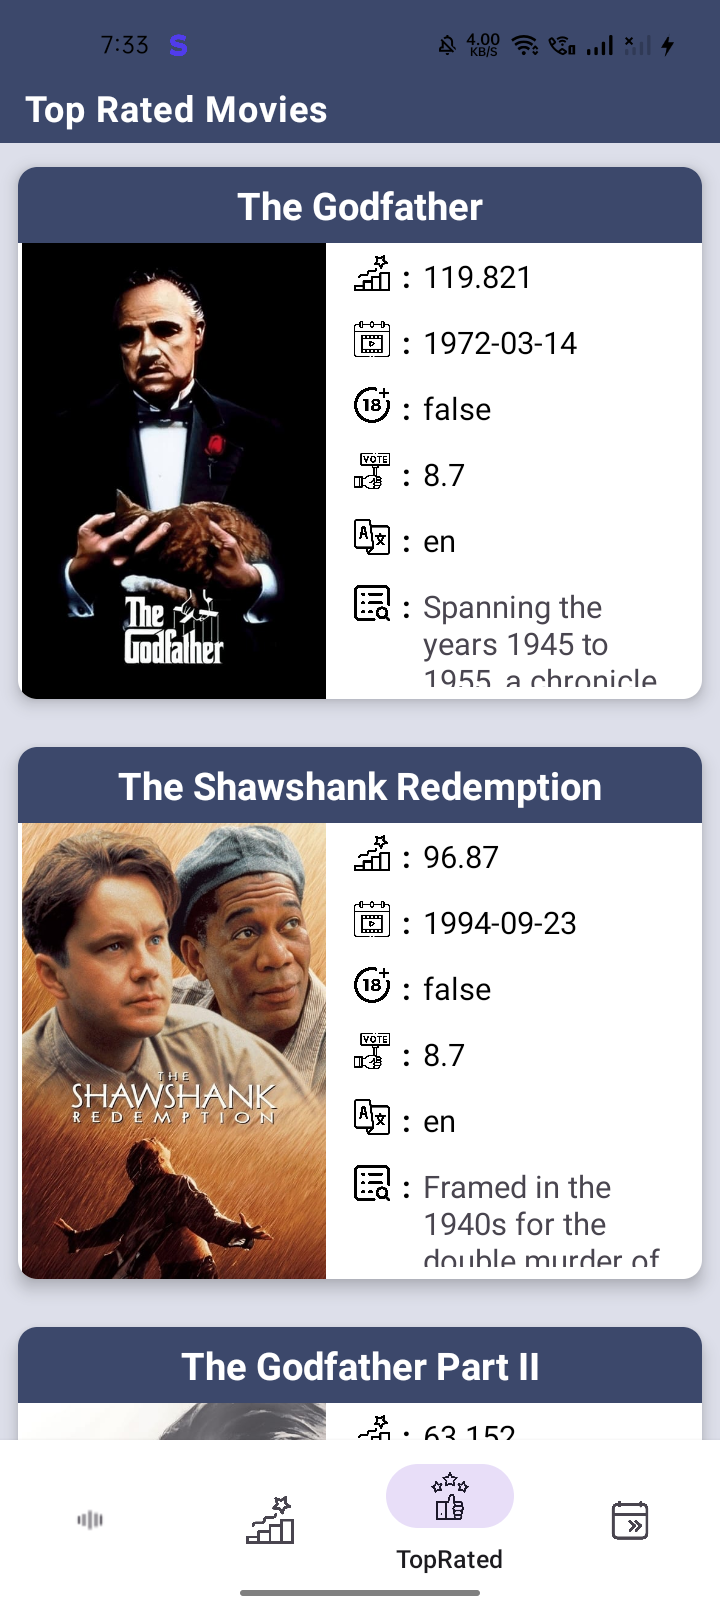 7:33 S 4.00 KB/S
Top Rated Movies
The Godfather
: 119.821
: 1972-03-14
18+ : false
VOTE : 8.7
A : en
: Spanning the
years 1945 to
1955, a chronicle
The
Godfather
The Shawshank Redemption
: 96.87
: 1994-09-23
18+ : false
VOTE : 8.7
A : en
: Framed in the
1940s for the
double murder of
THE
SHAWSHANK
REDEMPTION
The Godfather Part II
: 63.152
TopRated